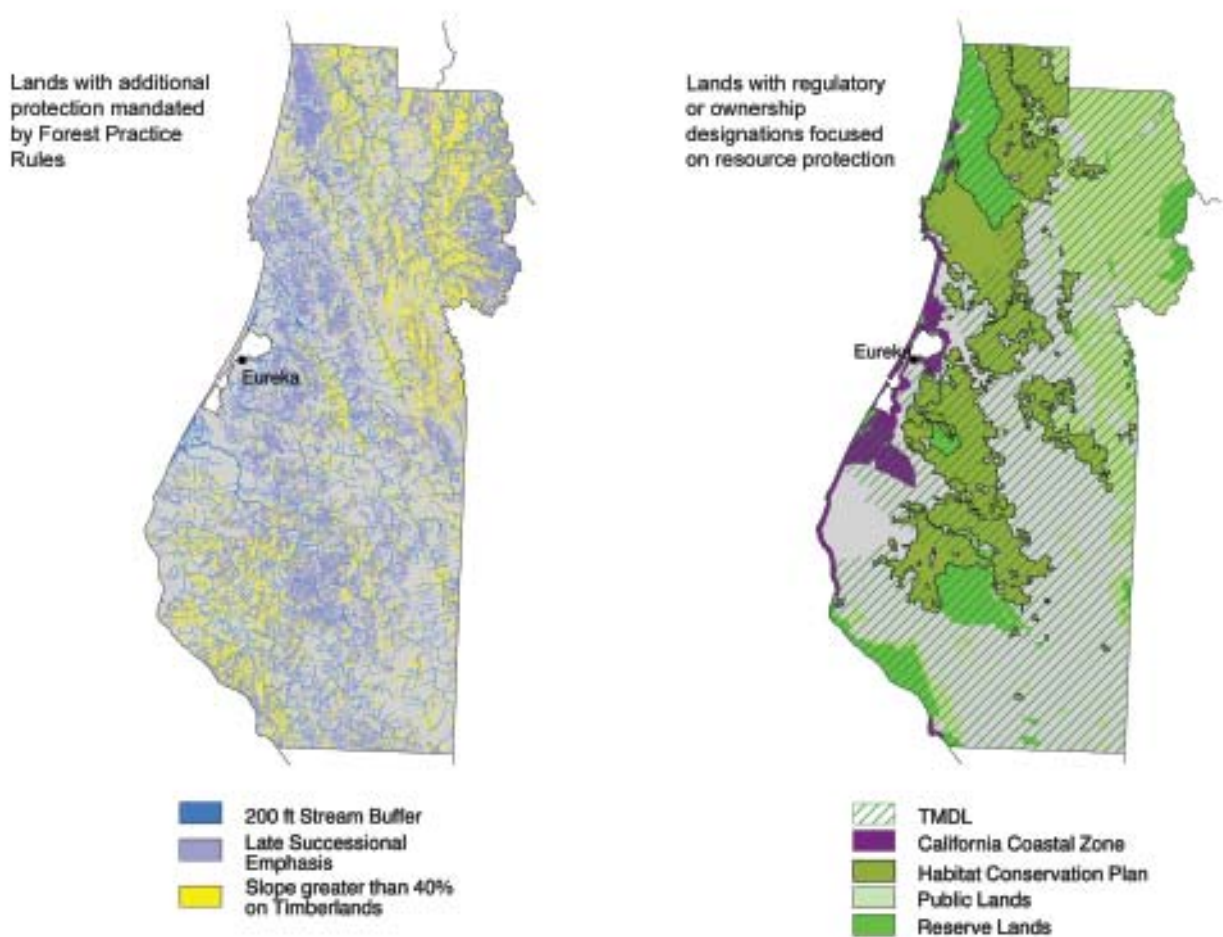 Lands with additional
protection mandated
by Forest Practice
Rules
Eureka
200 ft Stream Buffer
Late Successional
Emphasis
Slope greater than 40%
on Timberlands
Lands with regulatory
or ownership
designations focused
on resource protection
Eureka
TMDL
California Coastal Zone
Habitat Conservation Plan
Public Lands
Reserve Lands